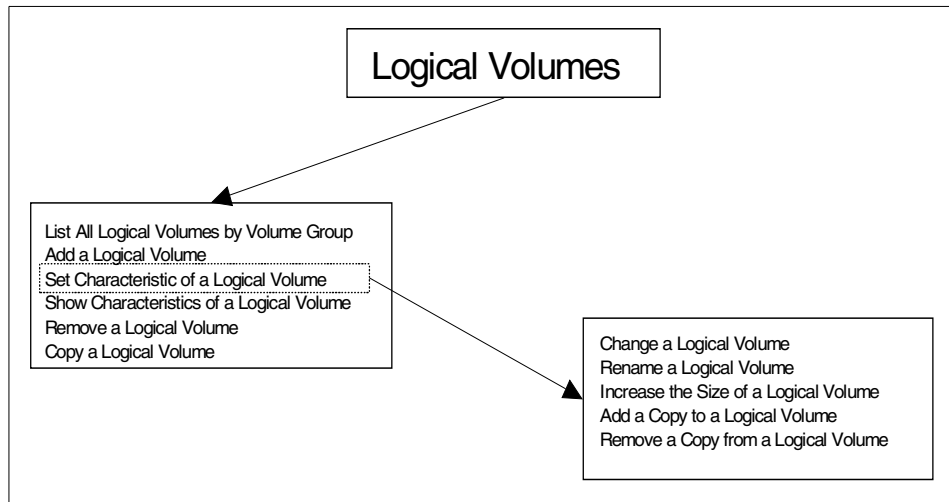 Logical Volumes
List All Logical Volumes by Volume Group
Add a Logical Volume
Set Characteristic of a Logical Volume
Show Characteristics of a Logical Volume
Remove a Logical Volume
Copy a Logical Volume
Change a Logical Volume
Rename a Logical Volume
Increase the Size of a Logical Volume
Add a Copy to a Logical Volume
Remove a Copy from a Logical Volume